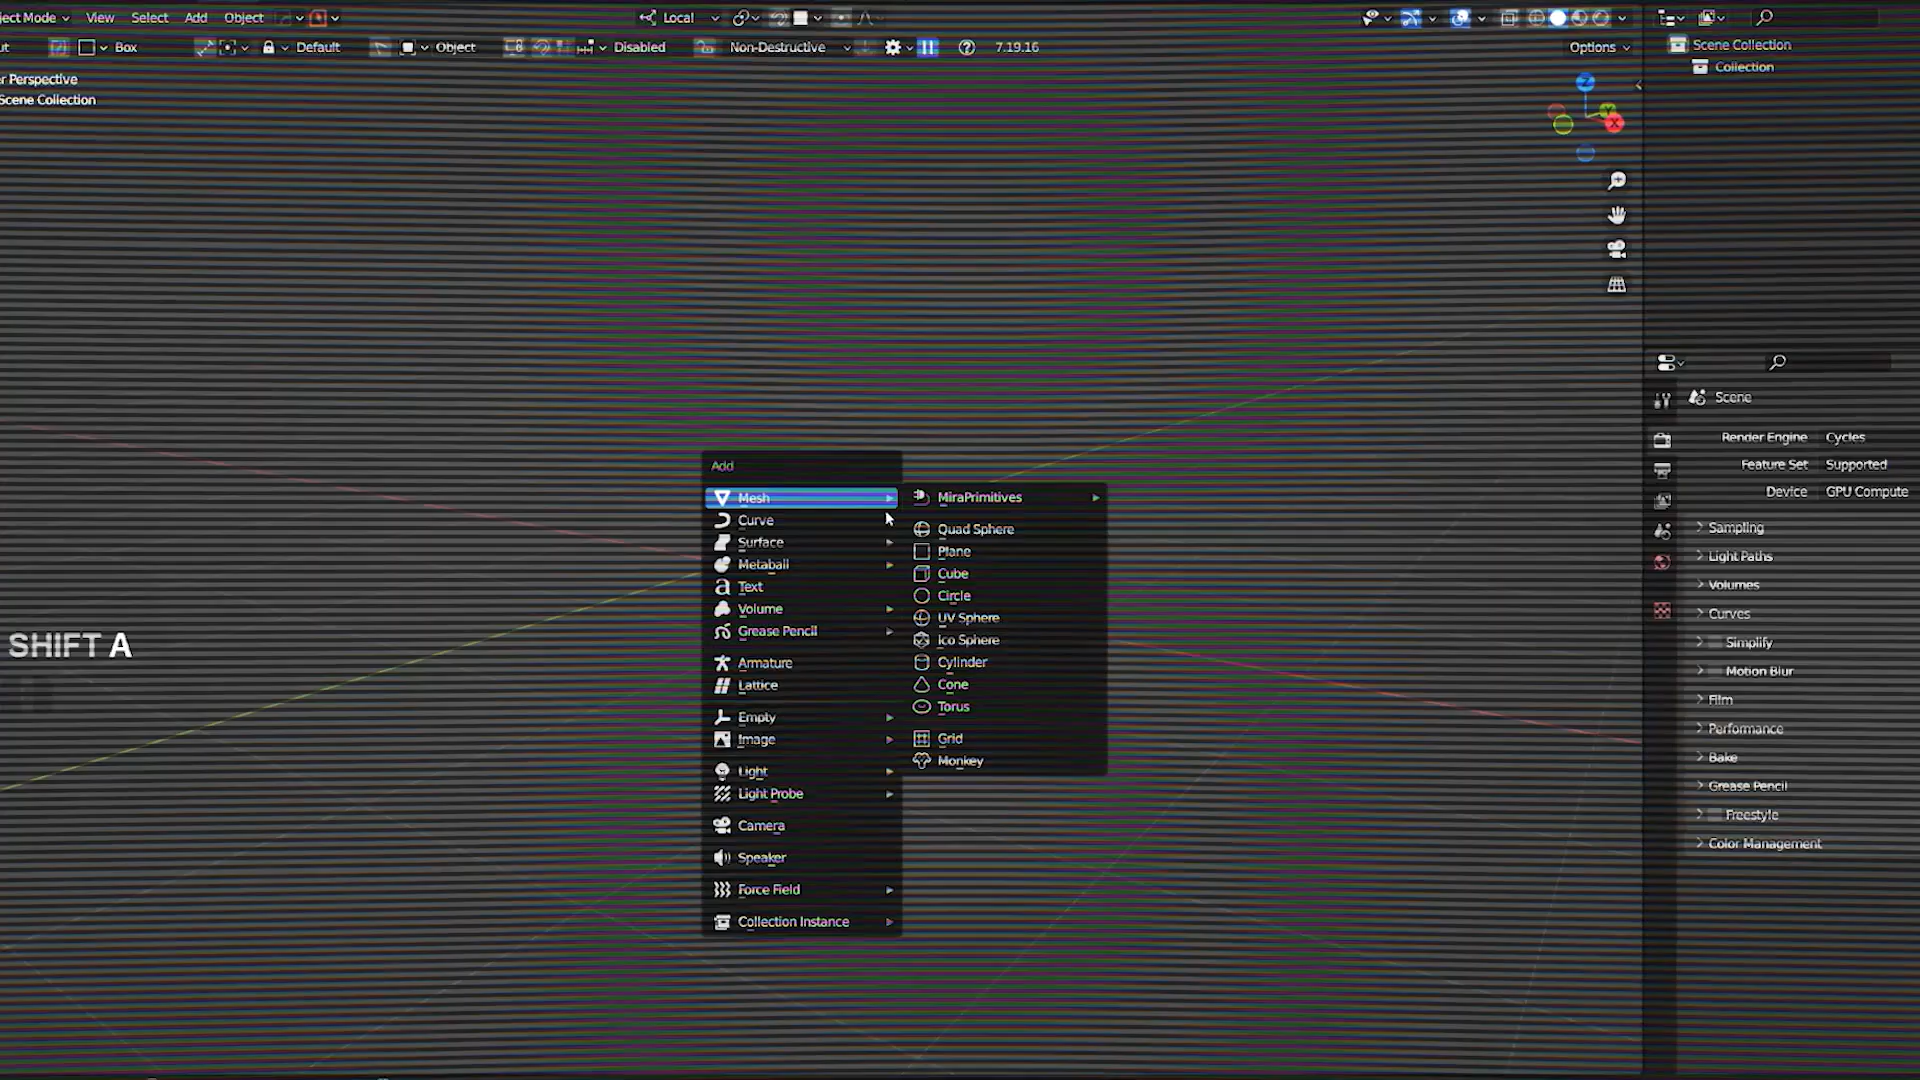 ject Mode View Select Add Object Local
ut Box Default Object Disabled Non-Destructive 7.19.16 Options
r Perspective
Scene Collection
Scene Collection
Collection
Scene
Render Engine Cycles
Feature Set Supported
Device GPU Compute
Sampling
Light Paths
Volumes
Curves
Simplify
Motion Blur
Film
Performance
Bake
Grease Pencil
Freestyle
Color Management
Add
Mesh
Curve
Surface
Metaball
Text
Volume
Grease Pencil
Armature
Lattice
Empty
Image
Light
Light Probe
Camera
Speaker
Force Field
Collection Instance
MiraPrimitives
Quad Sphere
Plane
Cube
Circle
UV Sphere
Ico Sphere
Cylinder
Cone
Torus
Grid
Monkey
SHIFT A